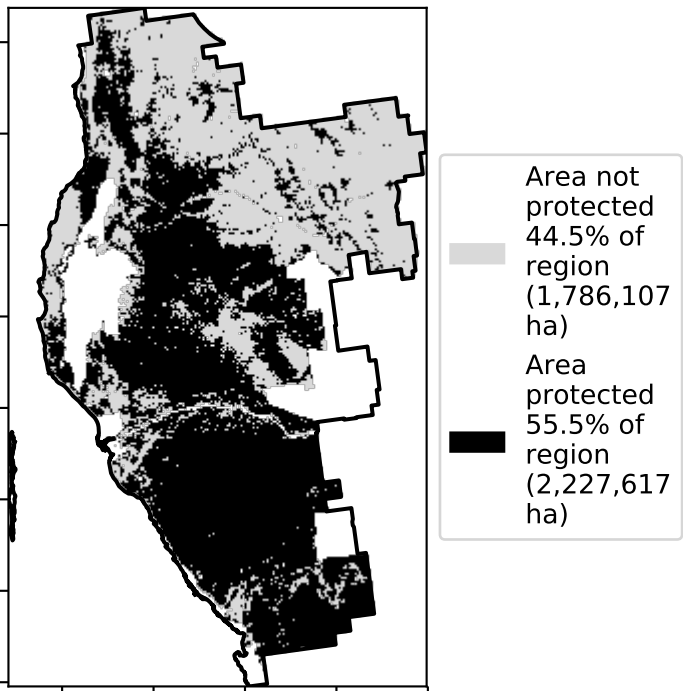 Area not
protected
44.5% of
region
(1,786,107
ha)
Area
protected
55.5% of
region
(2,227,617
ha)